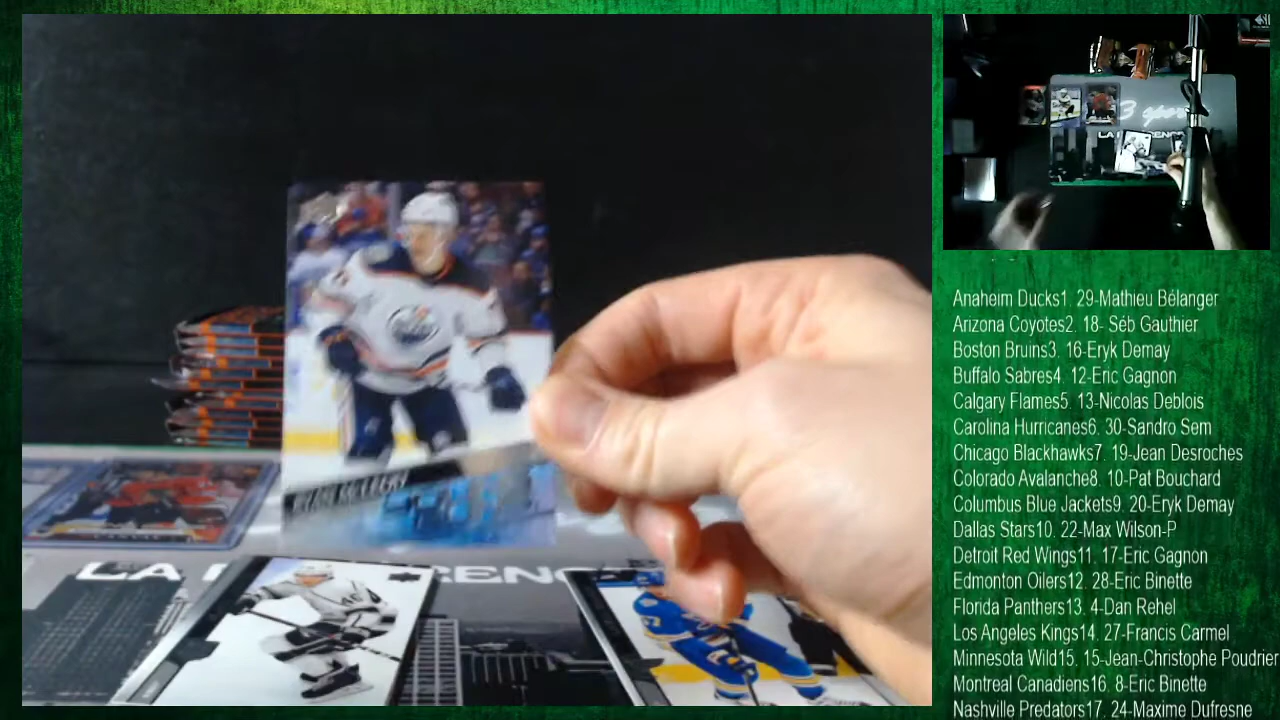 RYAN MCLEOD
LA
RENC
Anaheim Ducks1. 29-Mathieu Bélanger
Arizona Coyotes2. 18- Séb Gauthier
Boston Bruins3. 16-Eryk Demay
Buffalo Sabres4. 12-Eric Gagnon
Calgary Flames5. 13-Nicolas Deblois
Carolina Hurricanes6. 30-Sandro Sem
Chicago Blackhawks7. 19-Jean Desroches
Colorado Avalanche8. 10-Pat Bouchard
Columbus Blue Jackets9. 20-Eryk Demay
Dallas Stars10. 22-Max Wilson-P
Detroit Red Wings11. 17-Eric Gagnon
Edmonton Oilers12. 28-Eric Binette
Florida Panthers13. 4-Dan Rehel
Los Angeles Kings14. 27-Francis Carmel
Minnesota Wild15. 15-Jean-Christophe Poudrier
Montreal Canadiens16. 8-Eric Binette
Nashville Predators17. 24-Maxime Dufresne